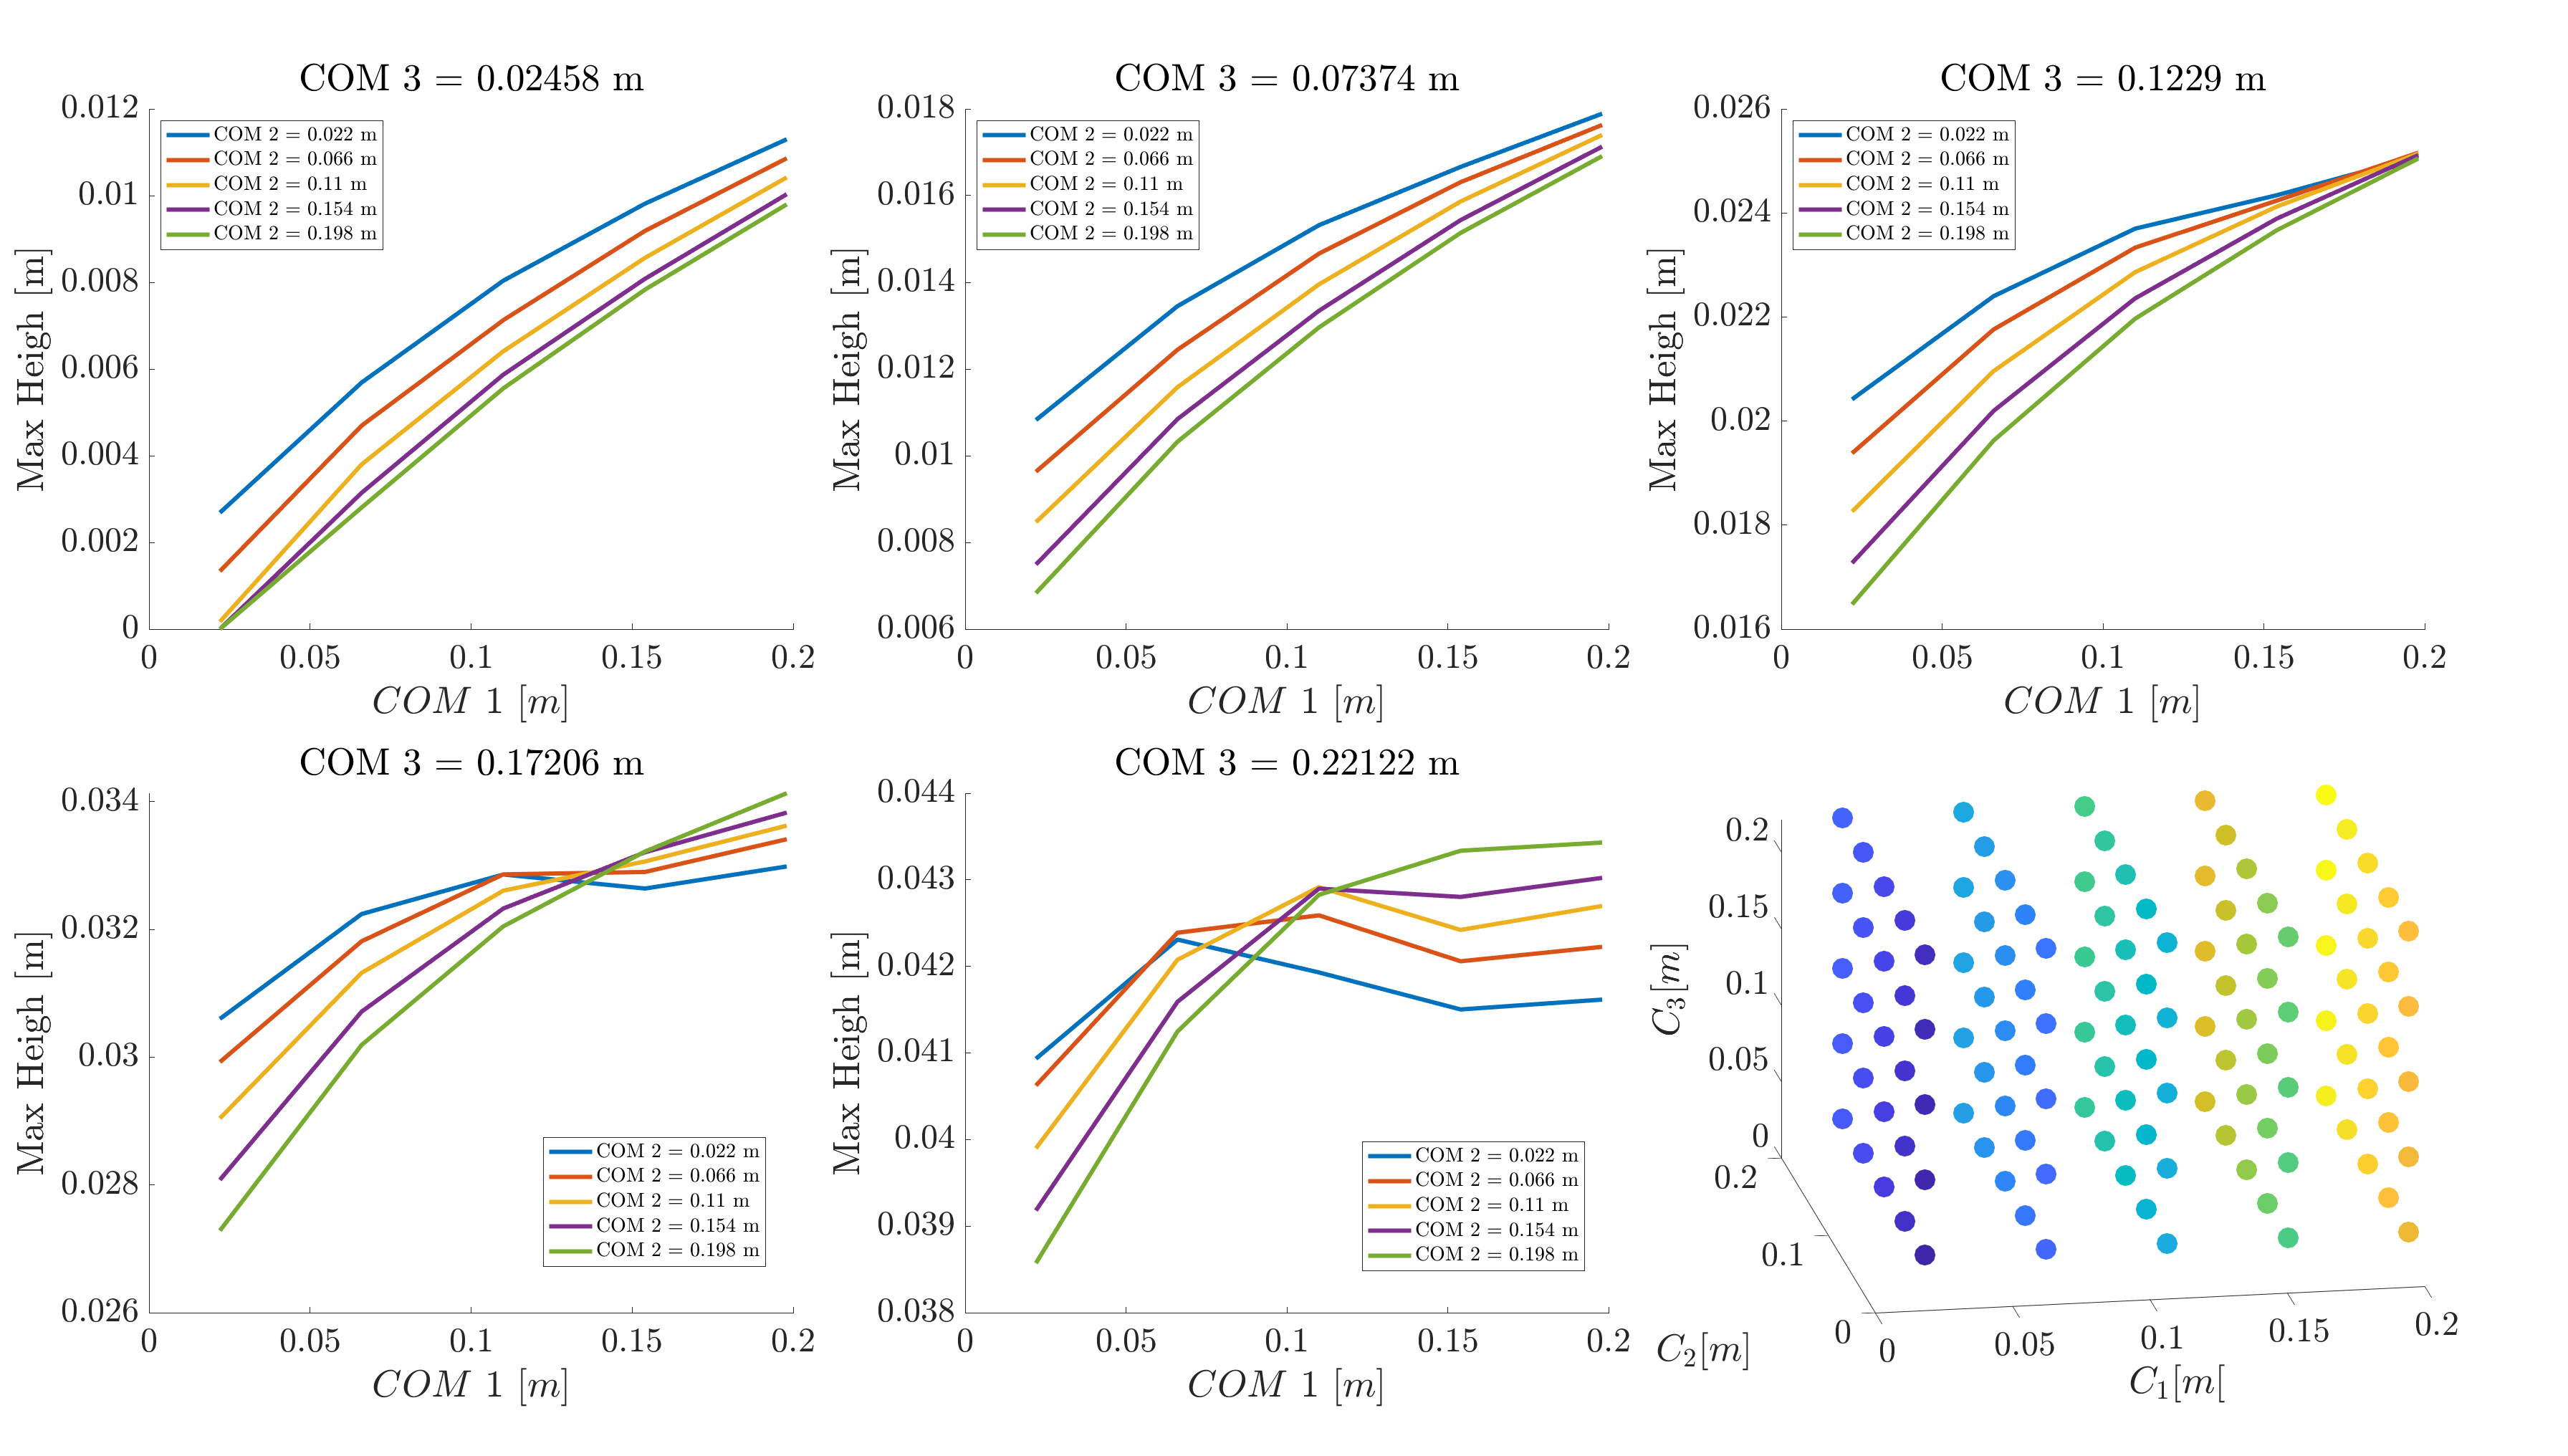 COM 3 = 0.02458 m
0.012
0.01
0.008
0.006
0.004
0.002
0
Max Heigh [m]
COM 2 = 0.022 m
COM 2 = 0.066 m
COM 2 = 0.11 m
COM 2 = 0.154 m
COM 2 = 0.198 m
0 0.05 0.1 0.15 0.2
COM 1 [m]
COM 3 = 0.07374 m
0.018
0.016
0.014
0.012
0.01
0.008
0.006
Max Heigh [m]
COM 2 = 0.022 m
COM 2 = 0.066 m
COM 2 = 0.11 m
COM 2 = 0.154 m
COM 2 = 0.198 m
0 0.05 0.1 0.15 0.2
COM 1 [m]
COM 3 = 0.1229 m
0.026
0.024
0.022
0.02
0.018
0.016
Max Heigh [m]
COM 2 = 0.022 m
COM 2 = 0.066 m
COM 2 = 0.11 m
COM 2 = 0.154 m
COM 2 = 0.198 m
0 0.05 0.1 0.15 0.2
COM 1 [m]
COM 3 = 0.17206 m
0.034
0.032
0.03
0.028
0.026
Max Heigh [m]
COM 2 = 0.022 m
COM 2 = 0.066 m
COM 2 = 0.11 m
COM 2 = 0.154 m
COM 2 = 0.198 m
0 0.05 0.1 0.15 0.2
COM 1 [m]
COM 3 = 0.22122 m
0.044
0.043
0.042
0.041
0.04
0.039
0.038
Max Heigh [m]
COM 2 = 0.022 m
COM 2 = 0.066 m
COM 2 = 0.11 m
COM 2 = 0.154 m
COM 2 = 0.198 m
0 0.05 0.1 0.15 0.2
COM 1 [m]
0.2
0.15
0.1
0.05
0
C₃[m]
0.2
0.1
0
C₂[m]
0 0.05 0.1 0.15 0.2
C₁[m[